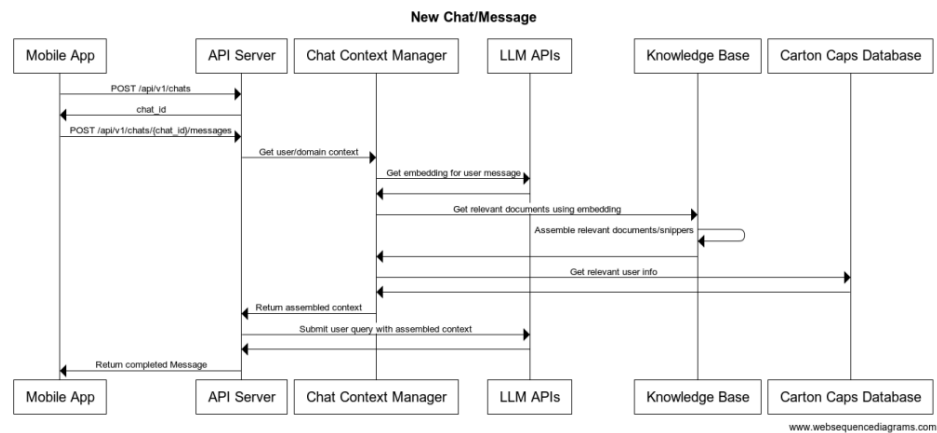 New Chat/Message
Mobile App
API Server
Chat Context Manager
LLM APIs
Knowledge Base
Carton Caps Database
POST /api/v1/chats
chat_id
POST /api/v1/chats/{chat_id}/messages
Get user/domain context
Get embedding for user message
Get relevant documents using embedding
Assemble relevant documents/snippers
Get relevant user info
Return assembled context
Submit user query with assembled context
Return completed Message
Mobile App
API Server
Chat Context Manager
LLM APIs
Knowledge Base
Carton Caps Database
www.websequencediagrams.com